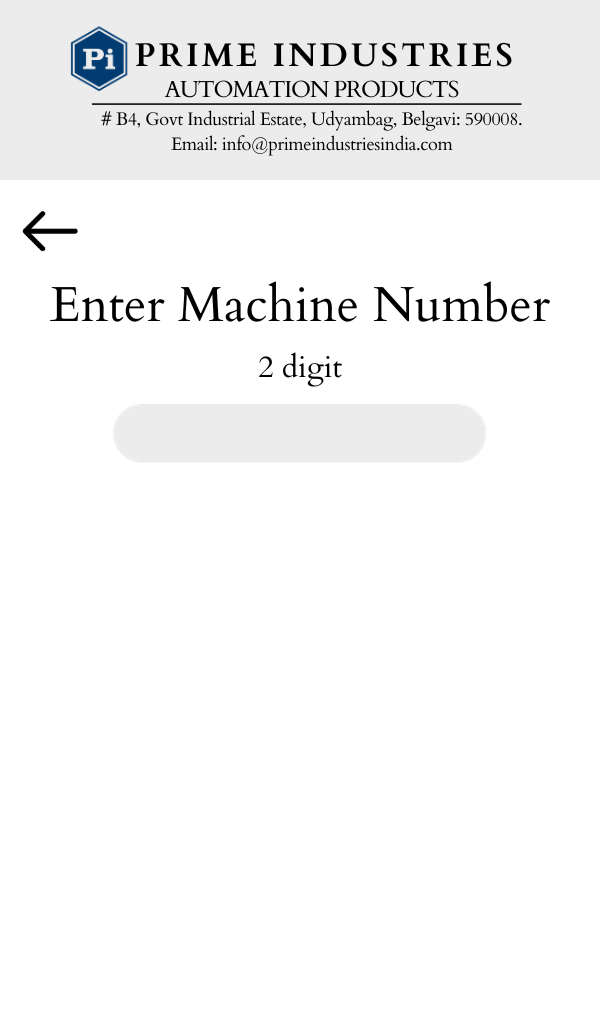 Pi
PRIME INDUSTRIES
AUTOMATION PRODUCTS
# B4, Govt Industrial Estate, Udyambag, Belgavi: 590008.
Email: info@primeindustriesindia.com
Enter Machine Number
2 digit